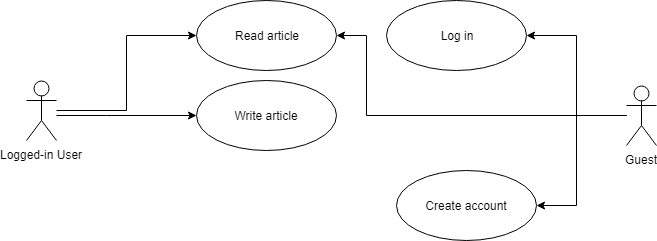 Read article
Log in
Write article
Logged-in User
Guest
Create account